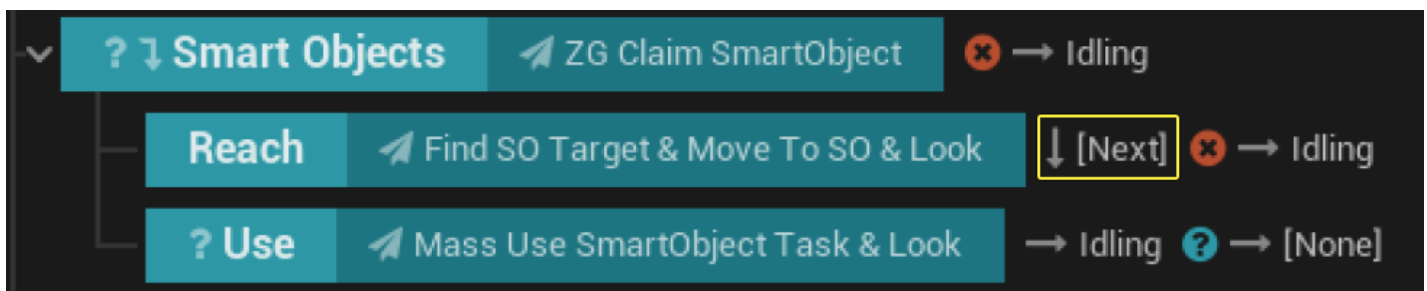 ? Smart Objects ZG Claim SmartObject → Idling
Reach Find SO Target & Move To SO & Look ↓ [Next] → Idling
? Use Mass Use SmartObject Task & Look → Idling ? → [None]